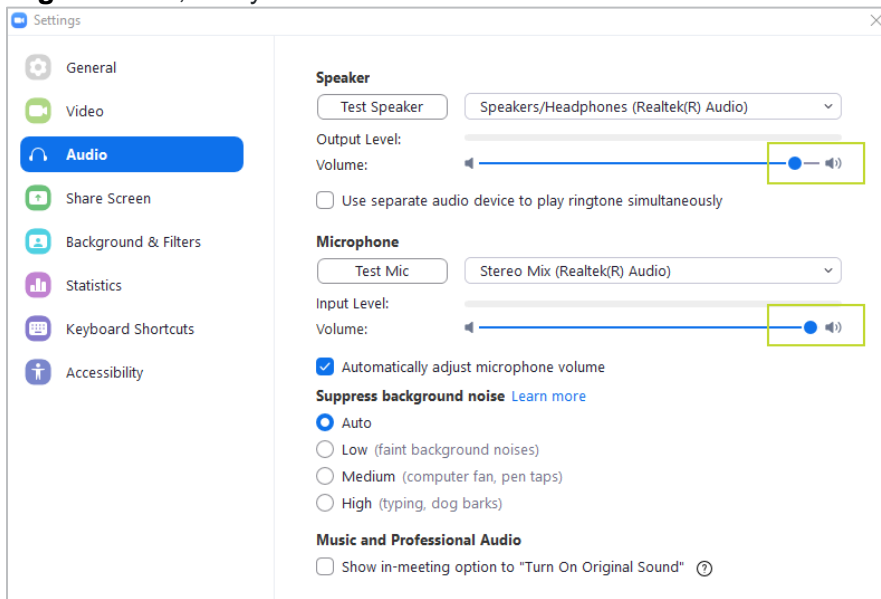 Settings
General
Video
Audio
Share Screen
Background & Filters
Statistics
Keyboard Shortcuts
Accessibility
Speaker
Test Speaker Speakers/Headphones (Realtek(R) Audio)
Output Level:
Volume:
Use separate audio device to play ringtone simultaneously
Microphone
Test Mic Stereo Mix (Realtek(R) Audio)
Input Level:
Volume:
Automatically adjust microphone volume
Suppress background noise Learn more
Auto
Low (faint background noises)
Medium (computer fan, pen taps)
High (typing, dog barks)
Music and Professional Audio
Show in-meeting option to "Turn On Original Sound" ?